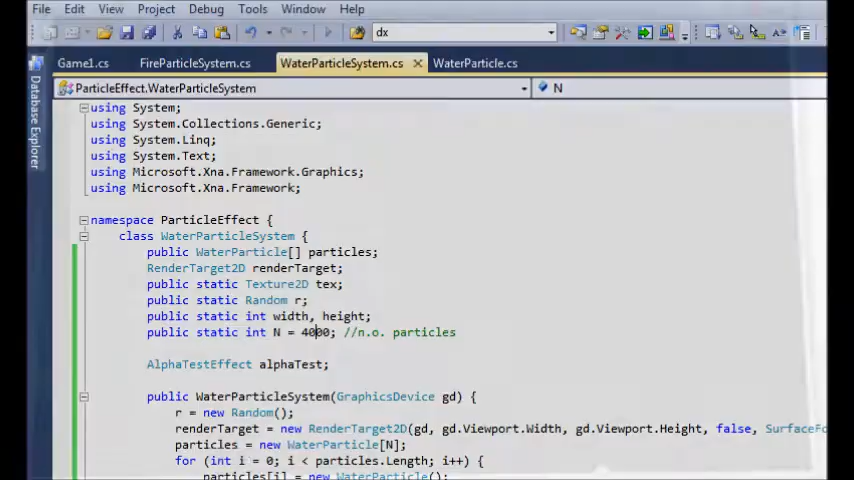 File Edit View Project Debug Data Tools Window Help
dx
Game1.cs FireParticleSystem.cs WaterParticleSystem.cs WaterParticle.cs
ParticleEffect.WaterParticleSystem N
Database Explorer
using System;
using System.Collections.Generic;
using System.Linq;
using System.Text;
using Microsoft.Xna.Framework.Graphics;
using Microsoft.Xna.Framework;
namespace ParticleEffect {
class WaterParticleSystem {
public WaterParticle[] particles;
RenderTarget2D renderTarget;
public static Texture2D tex;
public static Random r;
public static int width, height;
public static int N = 4000; //n.o. particles
AlphaTestEffect alphaTest;
public WaterParticleSystem(GraphicsDevice gd) {
r = new Random();
renderTarget = new RenderTarget2D(gd, gd.Viewport.Width, gd.Viewport.Height, false, SurfaceFo
particles = new WaterParticle[N];
for (int i = 0; i < particles.Length; i++) {
particles[i] = new WaterParticle();